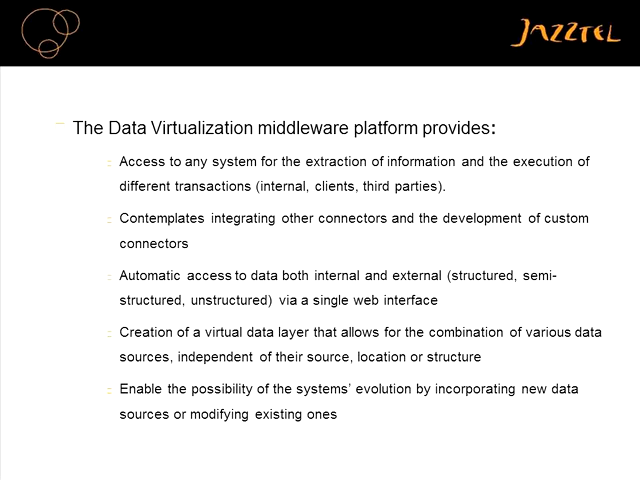 JAZZTEL
The Data Virtualization middleware platform provides:
Access to any system for the extraction of information and the execution of
different transactions (internal, clients, third parties).
Contemplates integrating other connectors and the development of custom
connectors
Automatic access to data both internal and external (structured, semi-
structured, unstructured) via a single web interface
Creation of a virtual data layer that allows for the combination of various data
sources, independent of their source, location or structure
Enable the possibility of the systems’ evolution by incorporating new data
sources or modifying existing ones